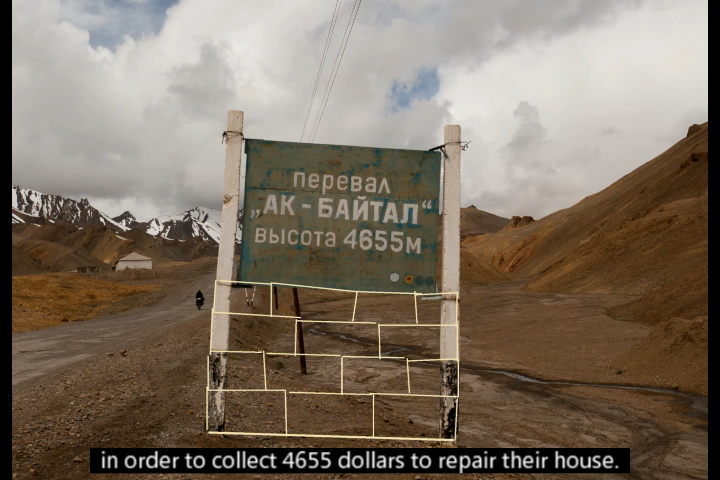 перевал
„АК - БАЙТАЛ“
высота 4655м
in order to collect 4655 dollars to repair their house.